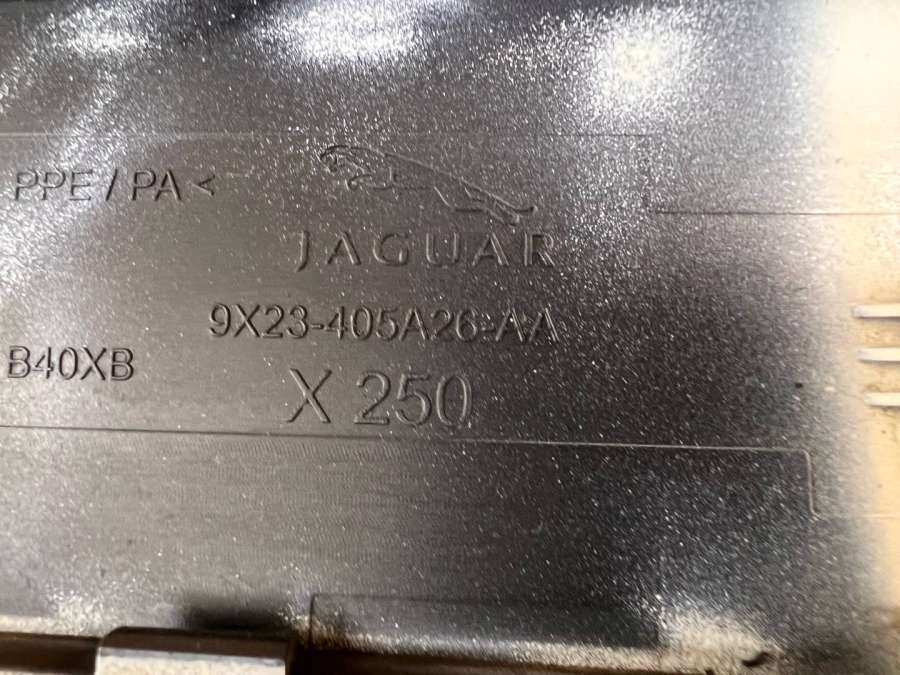 PPE / PA <
JAGUAR
9X23-405A26-AA
B40XB
X 250